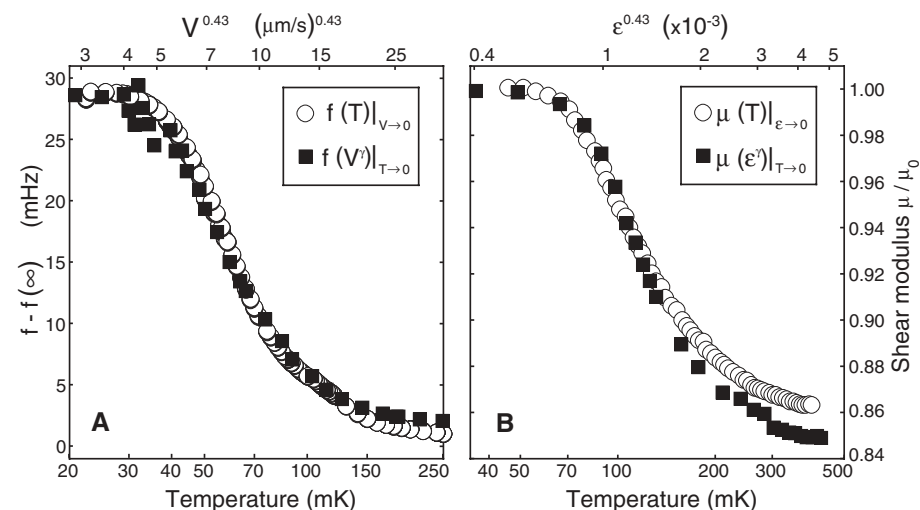 V^0.43 (μm/s)^0.43
3 4 5 7 10 15 25
f - f (∞) (mHz)
30
25
20
15
10
5
0
f (T)|V→0
f (V^γ)|T→0
A
20 30 40 50 70 100 150 250
Temperature (mK)
ε^0.43 (x10^-3)
0.4 1 2 3 4 5
μ (T)|ε→0
μ (ε^γ)|T→0
B
1.00
0.98
0.96
0.94
0.92
0.90
0.88
0.86
0.84
Shear modulus μ / μ0
40 50 70 100 200 300 500
Temperature (mK)